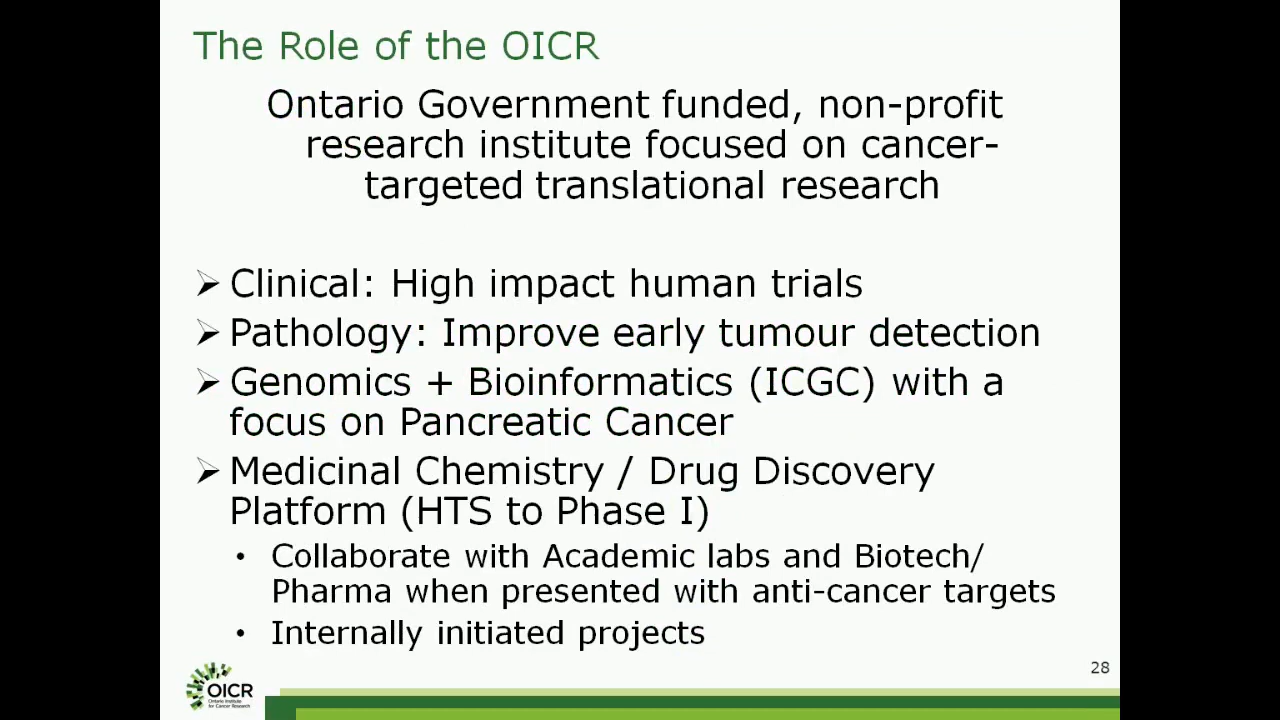 The Role of the OICR
Ontario Government funded, non-profit
research institute focused on cancer-
targeted translational research
➢ Clinical: High impact human trials
➢ Pathology: Improve early tumour detection
➢ Genomics + Bioinformatics (ICGC) with a
focus on Pancreatic Cancer
➢ Medicinal Chemistry / Drug Discovery
Platform (HTS to Phase I)
• Collaborate with Academic labs and Biotech/
Pharma when presented with anti-cancer targets
• Internally initiated projects
28
OICR
Ontario Institute
for Cancer Research